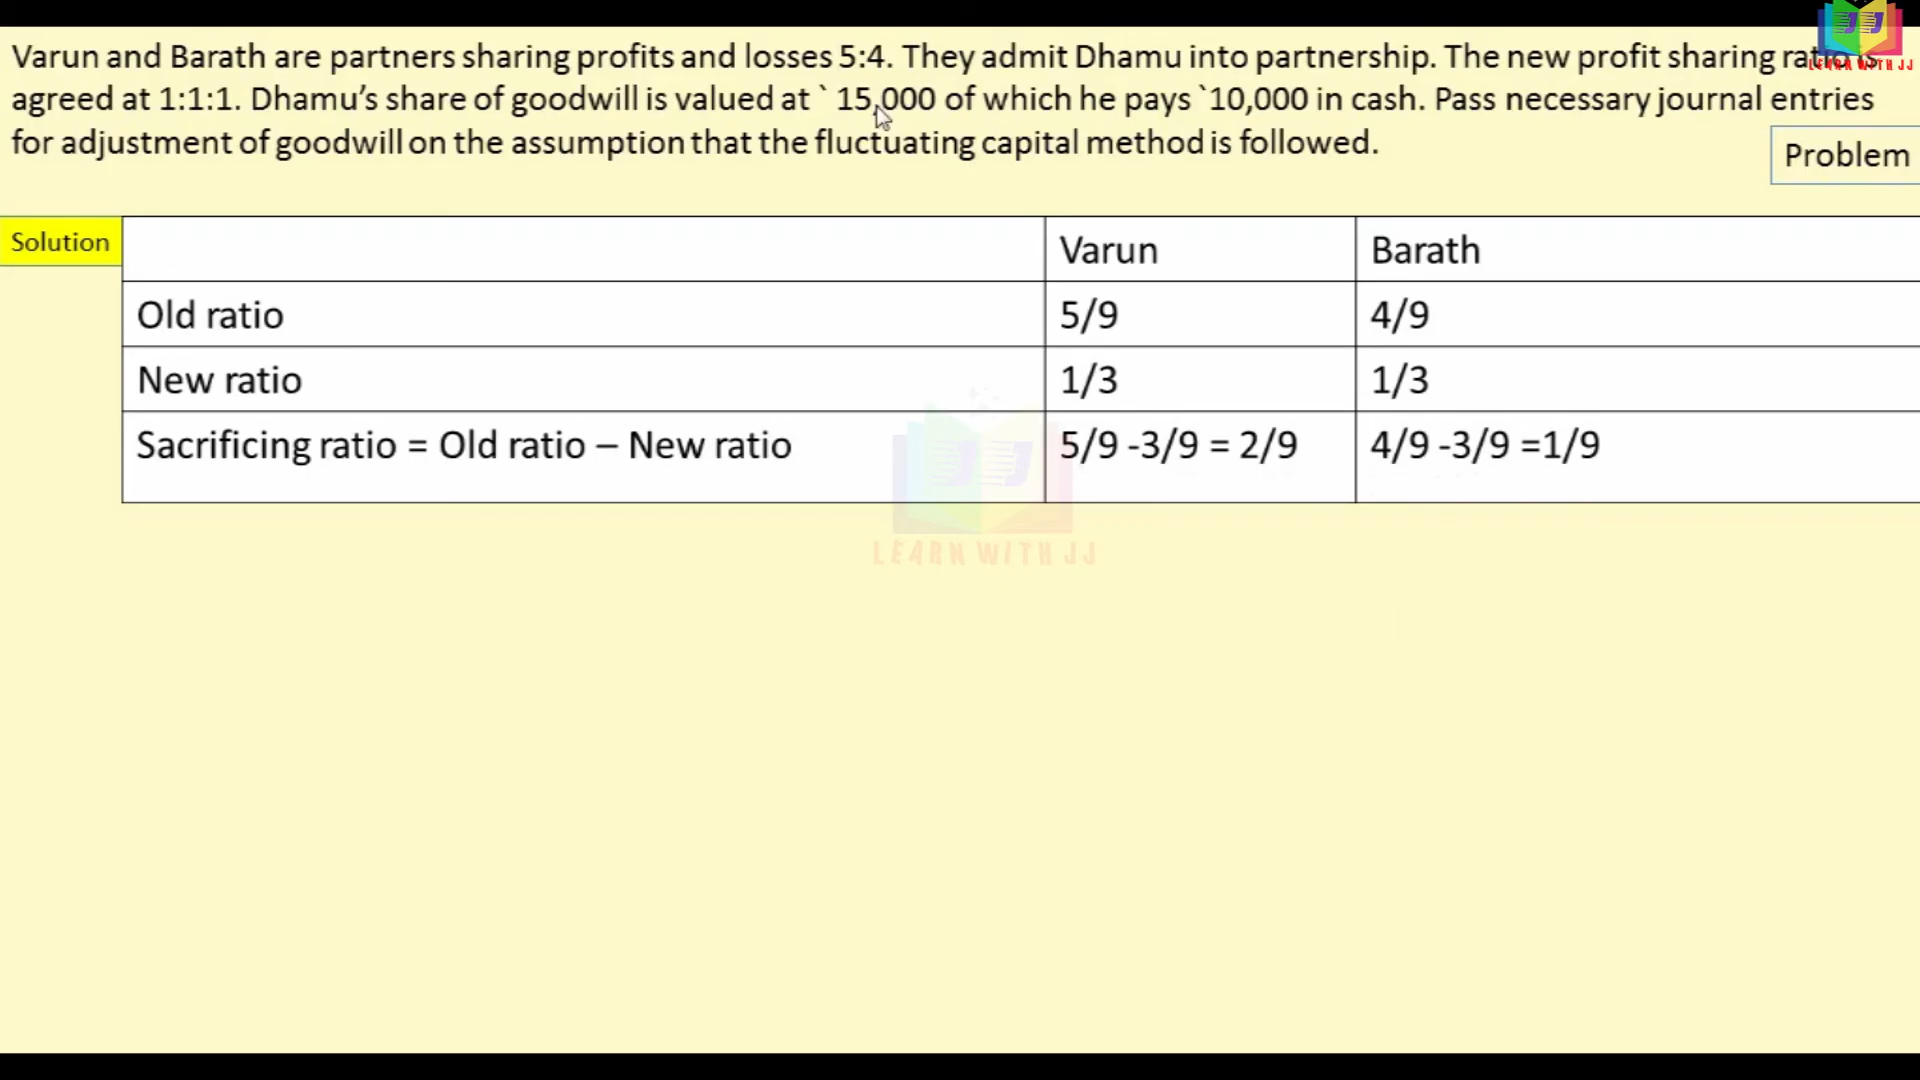 Varun and Barath are partners sharing profits and losses 5:4. They admit Dhamu into partnership. The new profit sharing ratio is
agreed at 1:1:1. Dhamu's share of goodwill is valued at ` 15,000 of which he pays `10,000 in cash. Pass necessary journal entries
for adjustment of goodwill on the assumption that the fluctuating capital method is followed.
LEARN WITH JJ
Problem
Solution
Varun
Barath
Old ratio
5/9
4/9
New ratio
1/3
1/3
Sacrificing ratio = Old ratio – New ratio
5/9 -3/9 = 2/9
4/9 -3/9 =1/9
LEARN WITH JJ